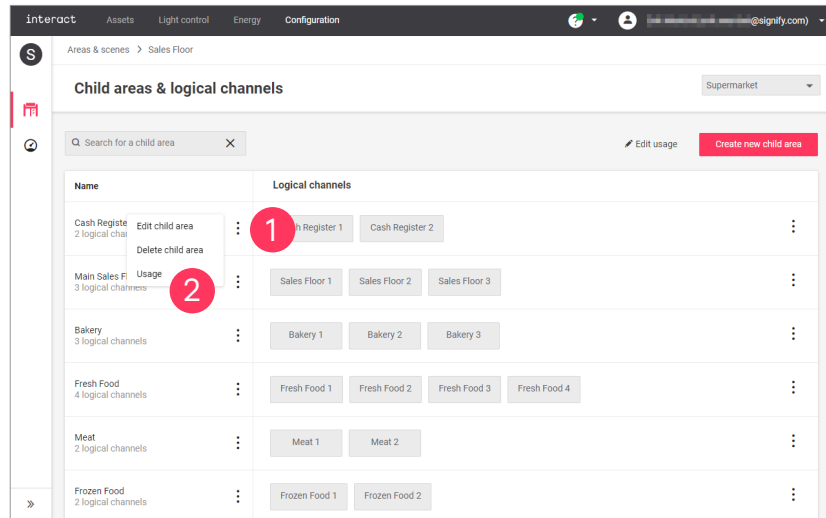 interact Assets Light control Energy Configuration ? @signify.com)
S Areas & scenes > Sales Floor
Child areas & logical channels Supermarket
Search for a child area Edit usage Create new child area
Name Logical channels
Cash Registe
2 logical
Edit child area
Delete child area
Usage
1
Register 1 Cash Register 2
Main Sales
3 logical channels
2
Sales Floor 1 Sales Floor 2 Sales Floor 3
Bakery
3 logical channels
Bakery 1 Bakery 2 Bakery 3
Fresh Food
4 logical channels
Fresh Food 1 Fresh Food 2 Fresh Food 3 Fresh Food 4
Meat
2 logical channels
Meat 1 Meat 2
Frozen Food
2 logical channels
Frozen Food 1 Frozen Food 2